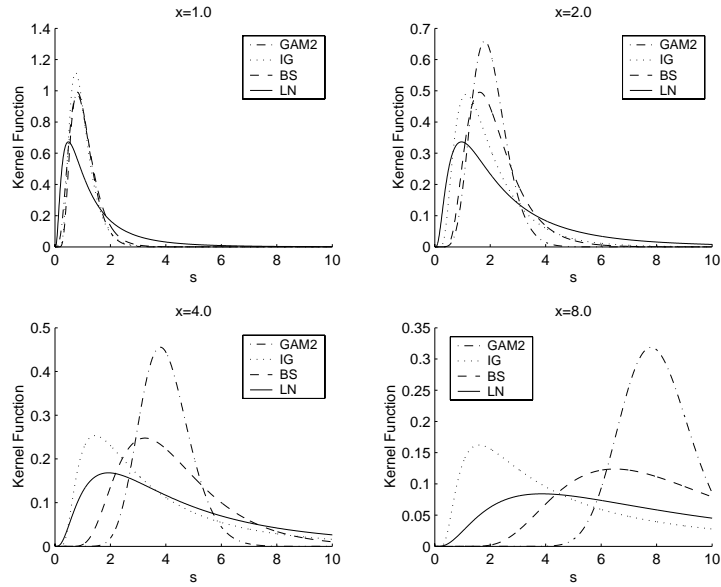 x=1.0
1.4
1.2
1
0.8
0.6
0.4
0.2
0
Kernel Function
GAM2
IG
BS
LN
0 2 4 6 8 10
s
x=2.0
0.7
0.6
0.5
0.4
0.3
0.2
0.1
0
Kernel Function
GAM2
IG
BS
LN
0 2 4 6 8 10
s
x=4.0
0.5
0.4
0.3
0.2
0.1
0
Kernel Function
GAM2
IG
BS
LN
0 2 4 6 8 10
s
x=8.0
0.35
0.3
0.25
0.2
0.15
0.1
0.05
0
Kernel Function
GAM2
IG
BS
LN
0 2 4 6 8 10
s